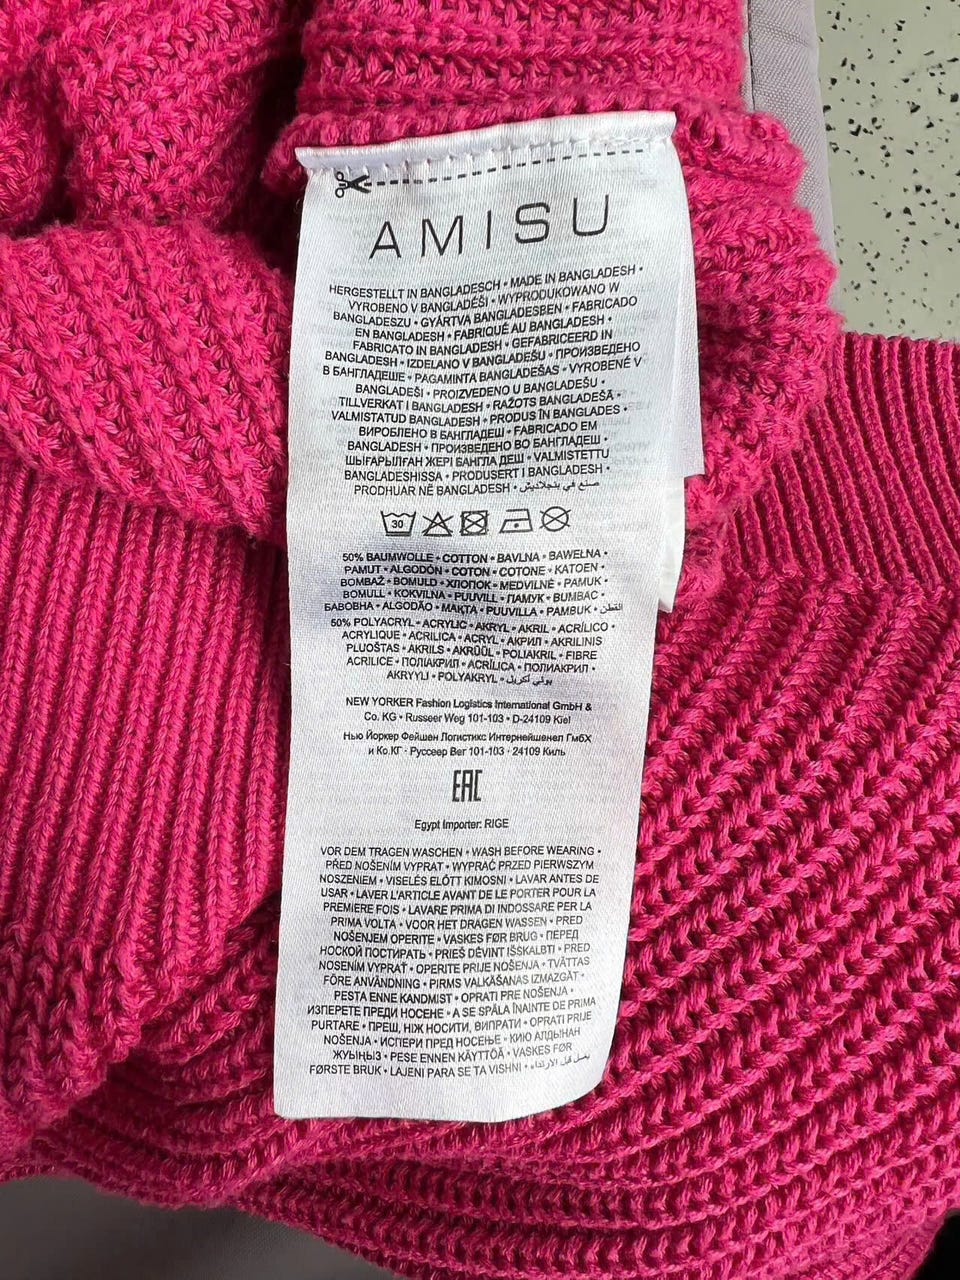 AMISU
HERGESTELLT IN BANGLADESCH • MADE IN BANGLADESH •
VYROBENO V BANGLADÉŠI • WYPRODUKOWANO W
BANGLADESZU • GYÁRTVA BANGLADESBEN • FABRICADO
EN BANGLADESH • FABRIQUÉ AU BANGLADESH •
FABRICATO IN BANGLADESH • GEFABRICEERD IN
BANGLADESH • IZDELANO V BANGLADEŠU • ПРОИЗВЕДЕНО
В БАНГЛАДЕШЕ • PAGAMINTA BANGLADEŠAS • VYROBENÉ V
BANGLADEŠI • PROIZVEDENO U BANGLADEŠU •
TILLVERKAT I BANGLADESH • RAŽOTS BANGLADEŠĀ •
VALMISTATUD BANGLADESH • PRODUS ÎN BANGLADES •
ВИРОБЛЕНО В БАНГЛАДЕШ • FABRICADO EM
BANGLADESH • ПРОИЗВЕДЕНО ВО БАНГЛАДЕШ •
ШЫҒАРЫЛҒАН ЖЕРІ БАНГЛА ДЕШ • VALMISTETTU
BANGLADESHISSA • PRODUSERT I BANGLADESH •
PRODHUAR NË BANGLADESH • صنع في بنجلاديش
30
50% BAUMWOLLE • COTTON • BAVLNA • BAWEŁNA •
PAMUT • ALGODÓN • COTON • COTONE • KATOEN •
BOMBAŽ • BOMULD • ХЛОПОК • MEDVILNĖ • PAMUK •
BOMULL • KOKVILNA • PUUVILL • ПАМУК • BUMBAC •
БАВОВНА • ALGODÃO • МАҚТА • PUUVILLA • PAMBUK • القطن
50% POLYACRYL • ACRYLIC • AKRYL • AKRIL • ACRÍLICO •
ACRYLIQUE • ACRILICA • ACRYL • АКРИЛ • AKRILINIS
PLUOŠTAS • AKRILS • AKRÜÜL • POLIAKRIL • FIBRE
ACRILICE • ПОЛІАКРИЛ • ACRÍLICA • ПОЛИАКРИЛ •
AKRYYLI • POLYAKRYL • بولي أكريل
NEW YORKER Fashion Logistics International GmbH &
Co. KG • Russeer Weg 101-103 • D-24109 Kiel
Нью Йоркер Фейшен Логистикс Интернейшенел ГмбХ
и Ко.КГ · Руссеер Вег 101-103 · 24109 Киль
EAC
Egypt Importer: RIGE
VOR DEM TRAGEN WASCHEN • WASH BEFORE WEARING •
PŘED NOŠENÍM VYPRAT • WYPRAĆ PRZED PIERWSZYM
NOSZENIEM • VISELÉS ELŐTT KIMOSNI • LAVAR ANTES DE
USAR • LAVER L'ARTICLE AVANT DE LE PORTER POUR LA
PREMIERE FOIS • LAVARE PRIMA DI INDOSSARE PER LA
PRIMA VOLTA • VOOR HET DRAGEN WASSEN • PRED
NOŠENJEM OPERITE • VASKES FØR BRUG • ПЕРЕД
НОСКОЙ ПОСТИРАТЬ • PRIEŠ DĖVINT IŠSKALBTI • PRED
NOSENÍM VYPRAŤ • OPERITE PRIJE NOŠENJA • TVÄTTAS
FÖRE ANVÄNDNING • PIRMS VALKĀŠANAS IZMAZGĀT •
PESTA ENNE KANDMIST • OPRATI PRE NOŠENJA •
ИЗПЕРЕТЕ ПРЕДИ НОСЕНЕ • A SE SPĂLA ÎNAINTE DE PRIMA
PURTARE • ПРЕШ, НІЖ НОСИТИ, ВИПРАТИ • OPRATI PRIJE
NOŠENJA • ИСПЕРИ ПРЕД НОСЕЊЕ • КИЮ АЛДЫНАН
ЖУЫҢЫЗ • PESE ENNEN KÄYTTÖÄ • VASKES FØR
FØRSTE BRUK • LAJENI PARA SE TA VISHNI • يغسل قبل الارتداء